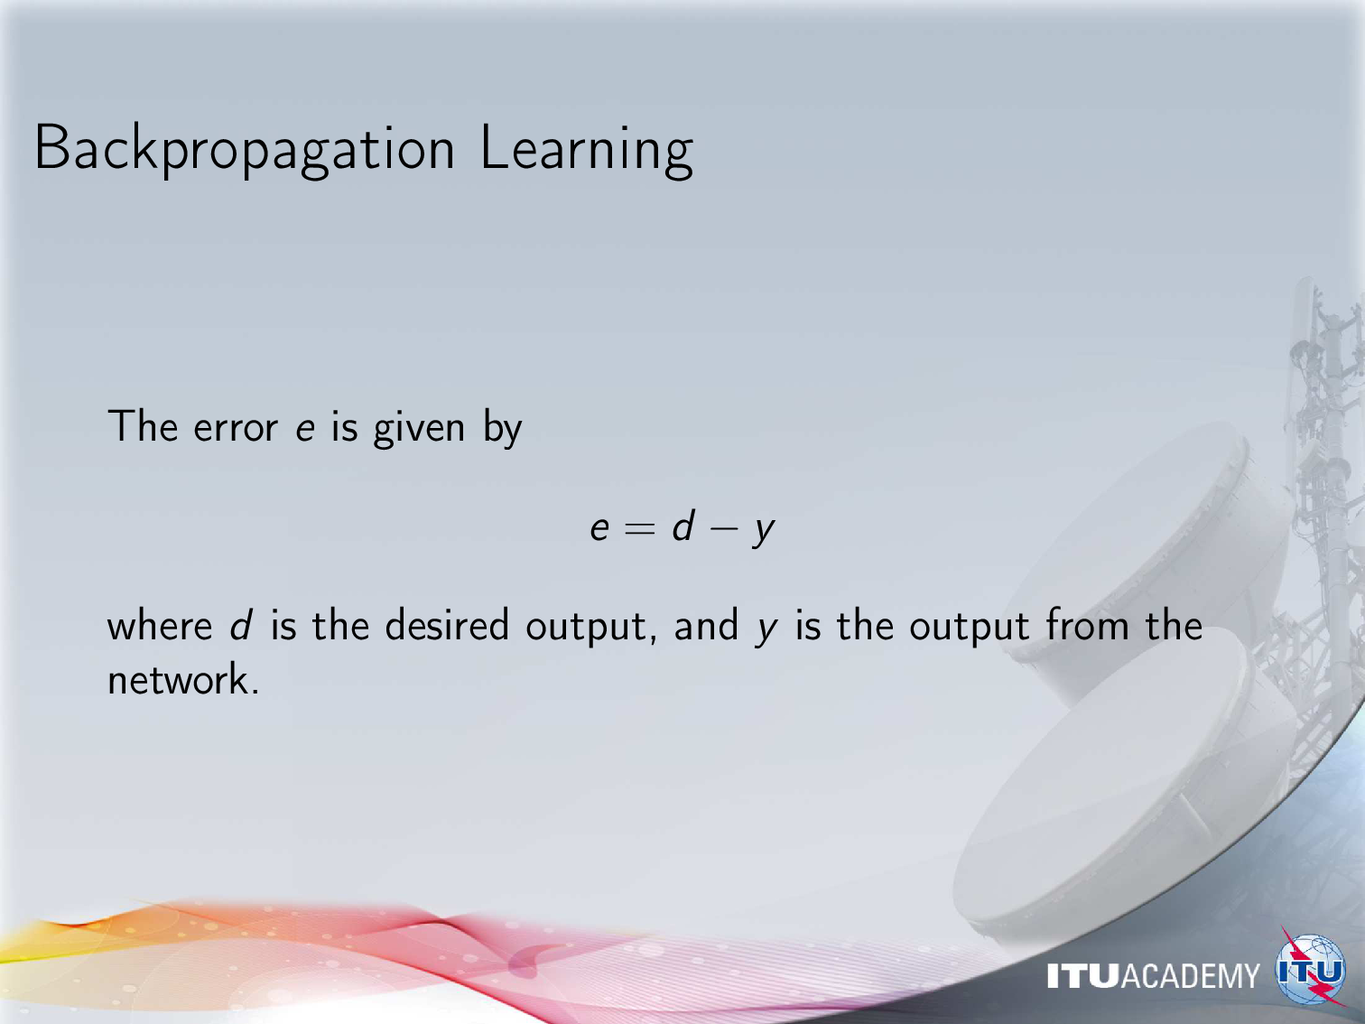 Backpropagation Learning
The error e is given by
e = d − y
where d is the desired output, and y is the output from the
network.
ITUACADEMY
ITU